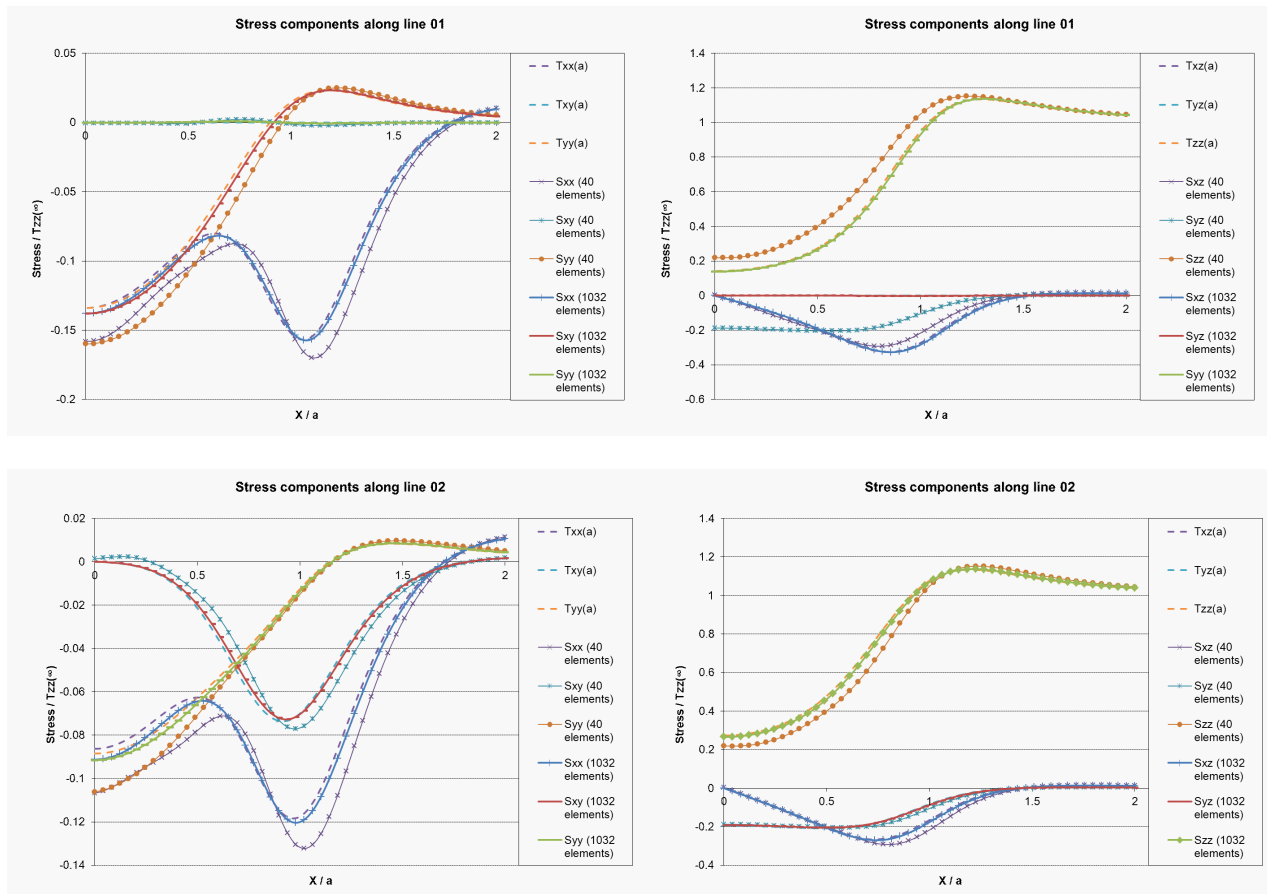 Stress components along line 01
0.05
0
-0.05
-0.1
-0.15
-0.2
0
0.5
1
1.5
2
Stress / Tzz(∞)
X / a
Txx(a)
Txy(a)
Tyy(a)
Sxx (40
elements)
Sxy (40
elements)
Syy (40
elements)
Sxx (1032
elements)
Sxy (1032
elements)
Syy (1032
elements)
Stress components along line 01
1.4
1.2
1
0.8
0.6
0.4
0.2
0
-0.2
-0.4
-0.6
0
0.5
1
1.5
2
Stress / Tzz(∞)
X / a
Txz(a)
Tyz(a)
Tzz(a)
Sxz (40
elements)
Syz (40
elements)
Szz (40
elements)
Sxz (1032
elements)
Syz (1032
elements)
Syy (1032
elements)
Stress components along line 02
0.02
0
-0.02
-0.04
-0.06
-0.08
-0.1
-0.12
-0.14
0
0.5
1
1.5
2
Stress / Tzz(∞)
X / a
Txx(a)
Txy(a)
Tyy(a)
Sxx (40
elements)
Sxy (40
elements)
Syy (40
elements)
Sxx (1032
elements)
Sxy (1032
elements)
Syy (1032
elements)
Stress components along line 02
1.4
1.2
1
0.8
0.6
0.4
0.2
0
-0.2
-0.4
0
0.5
1
1.5
2
Stress / Tzz(∞)
X / a
Txz(a)
Tyz(a)
Tzz(a)
Sxz (40
elements)
Syz (40
elements)
Szz (40
elements)
Sxz (1032
elements)
Syz (1032
elements)
Szz (1032
elements)